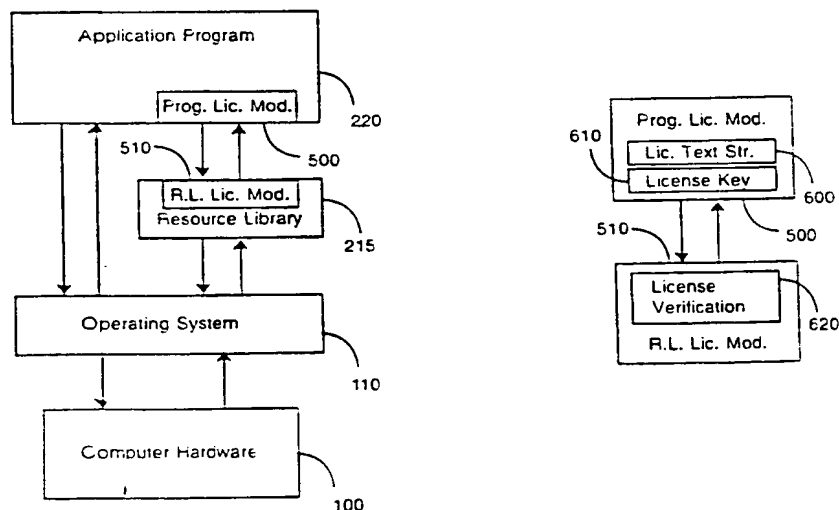 Application Program
Prog. Lic. Mod.
220
510
500
R.L. Lic. Mod.
Resource Library
215
Operating System
110
Computer Hardware
100
Prog. Lic. Mod.
610
Lic. Text Str.
License Key
600
510
500
License
Verification
620
R.L. Lic. Mod.